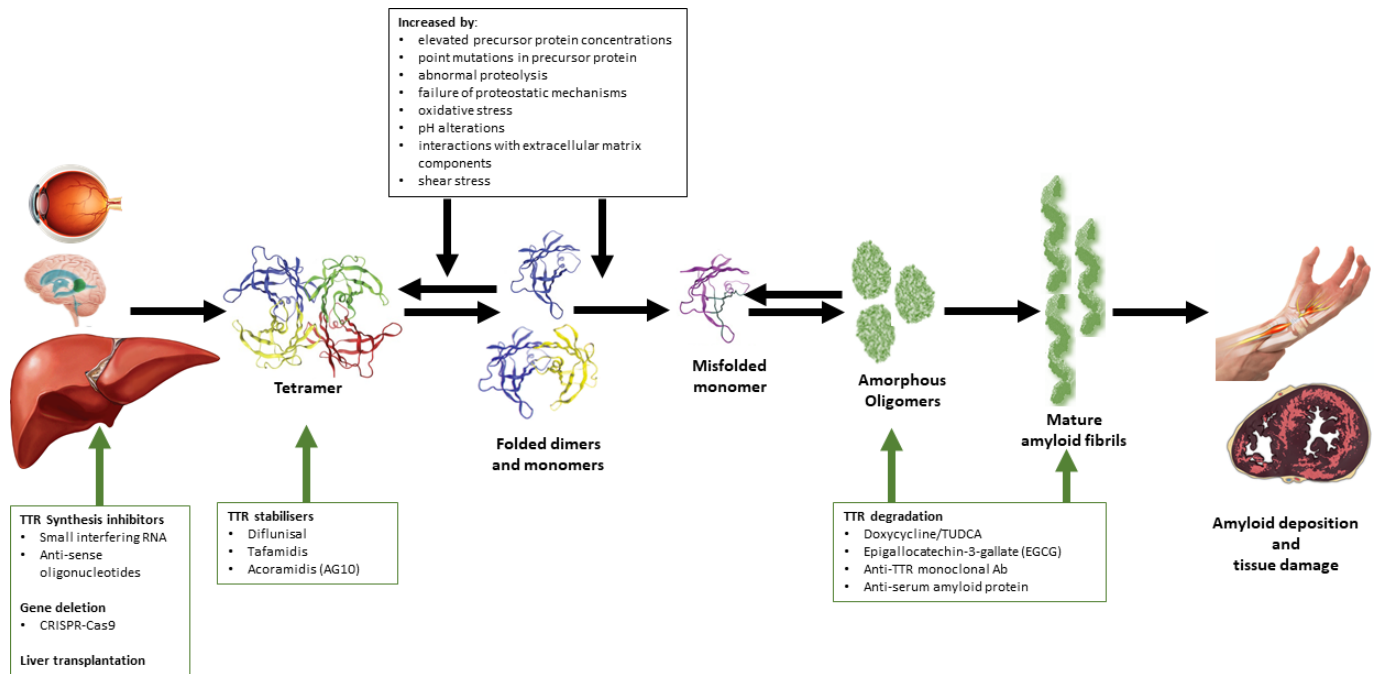 Increased by:
• elevated precursor protein concentrations
• point mutations in precursor protein
• abnormal proteolysis
• failure of proteostatic mechanisms
• oxidative stress
• pH alterations
• interactions with extracellular matrix
components
• shear stress
Tetramer
Folded dimers
and monomers
Misfolded
monomer
Amorphous
Oligomers
Mature
amyloid fibrils
Amyloid deposition
and
tissue damage
TTR Synthesis inhibitors
• Small interfering RNA
• Anti-sense
oligonucleotides
Gene deletion
• CRISPR-Cas9
Liver transplantation
TTR stabilisers
• Diflunisal
• Tafamidis
• Acoramidis (AG10)
TTR degradation
• Doxycycline/TUDCA
• Epigallocatechin-3-gallate (EGCG)
• Anti-TTR monoclonal Ab
• Anti-serum amyloid protein